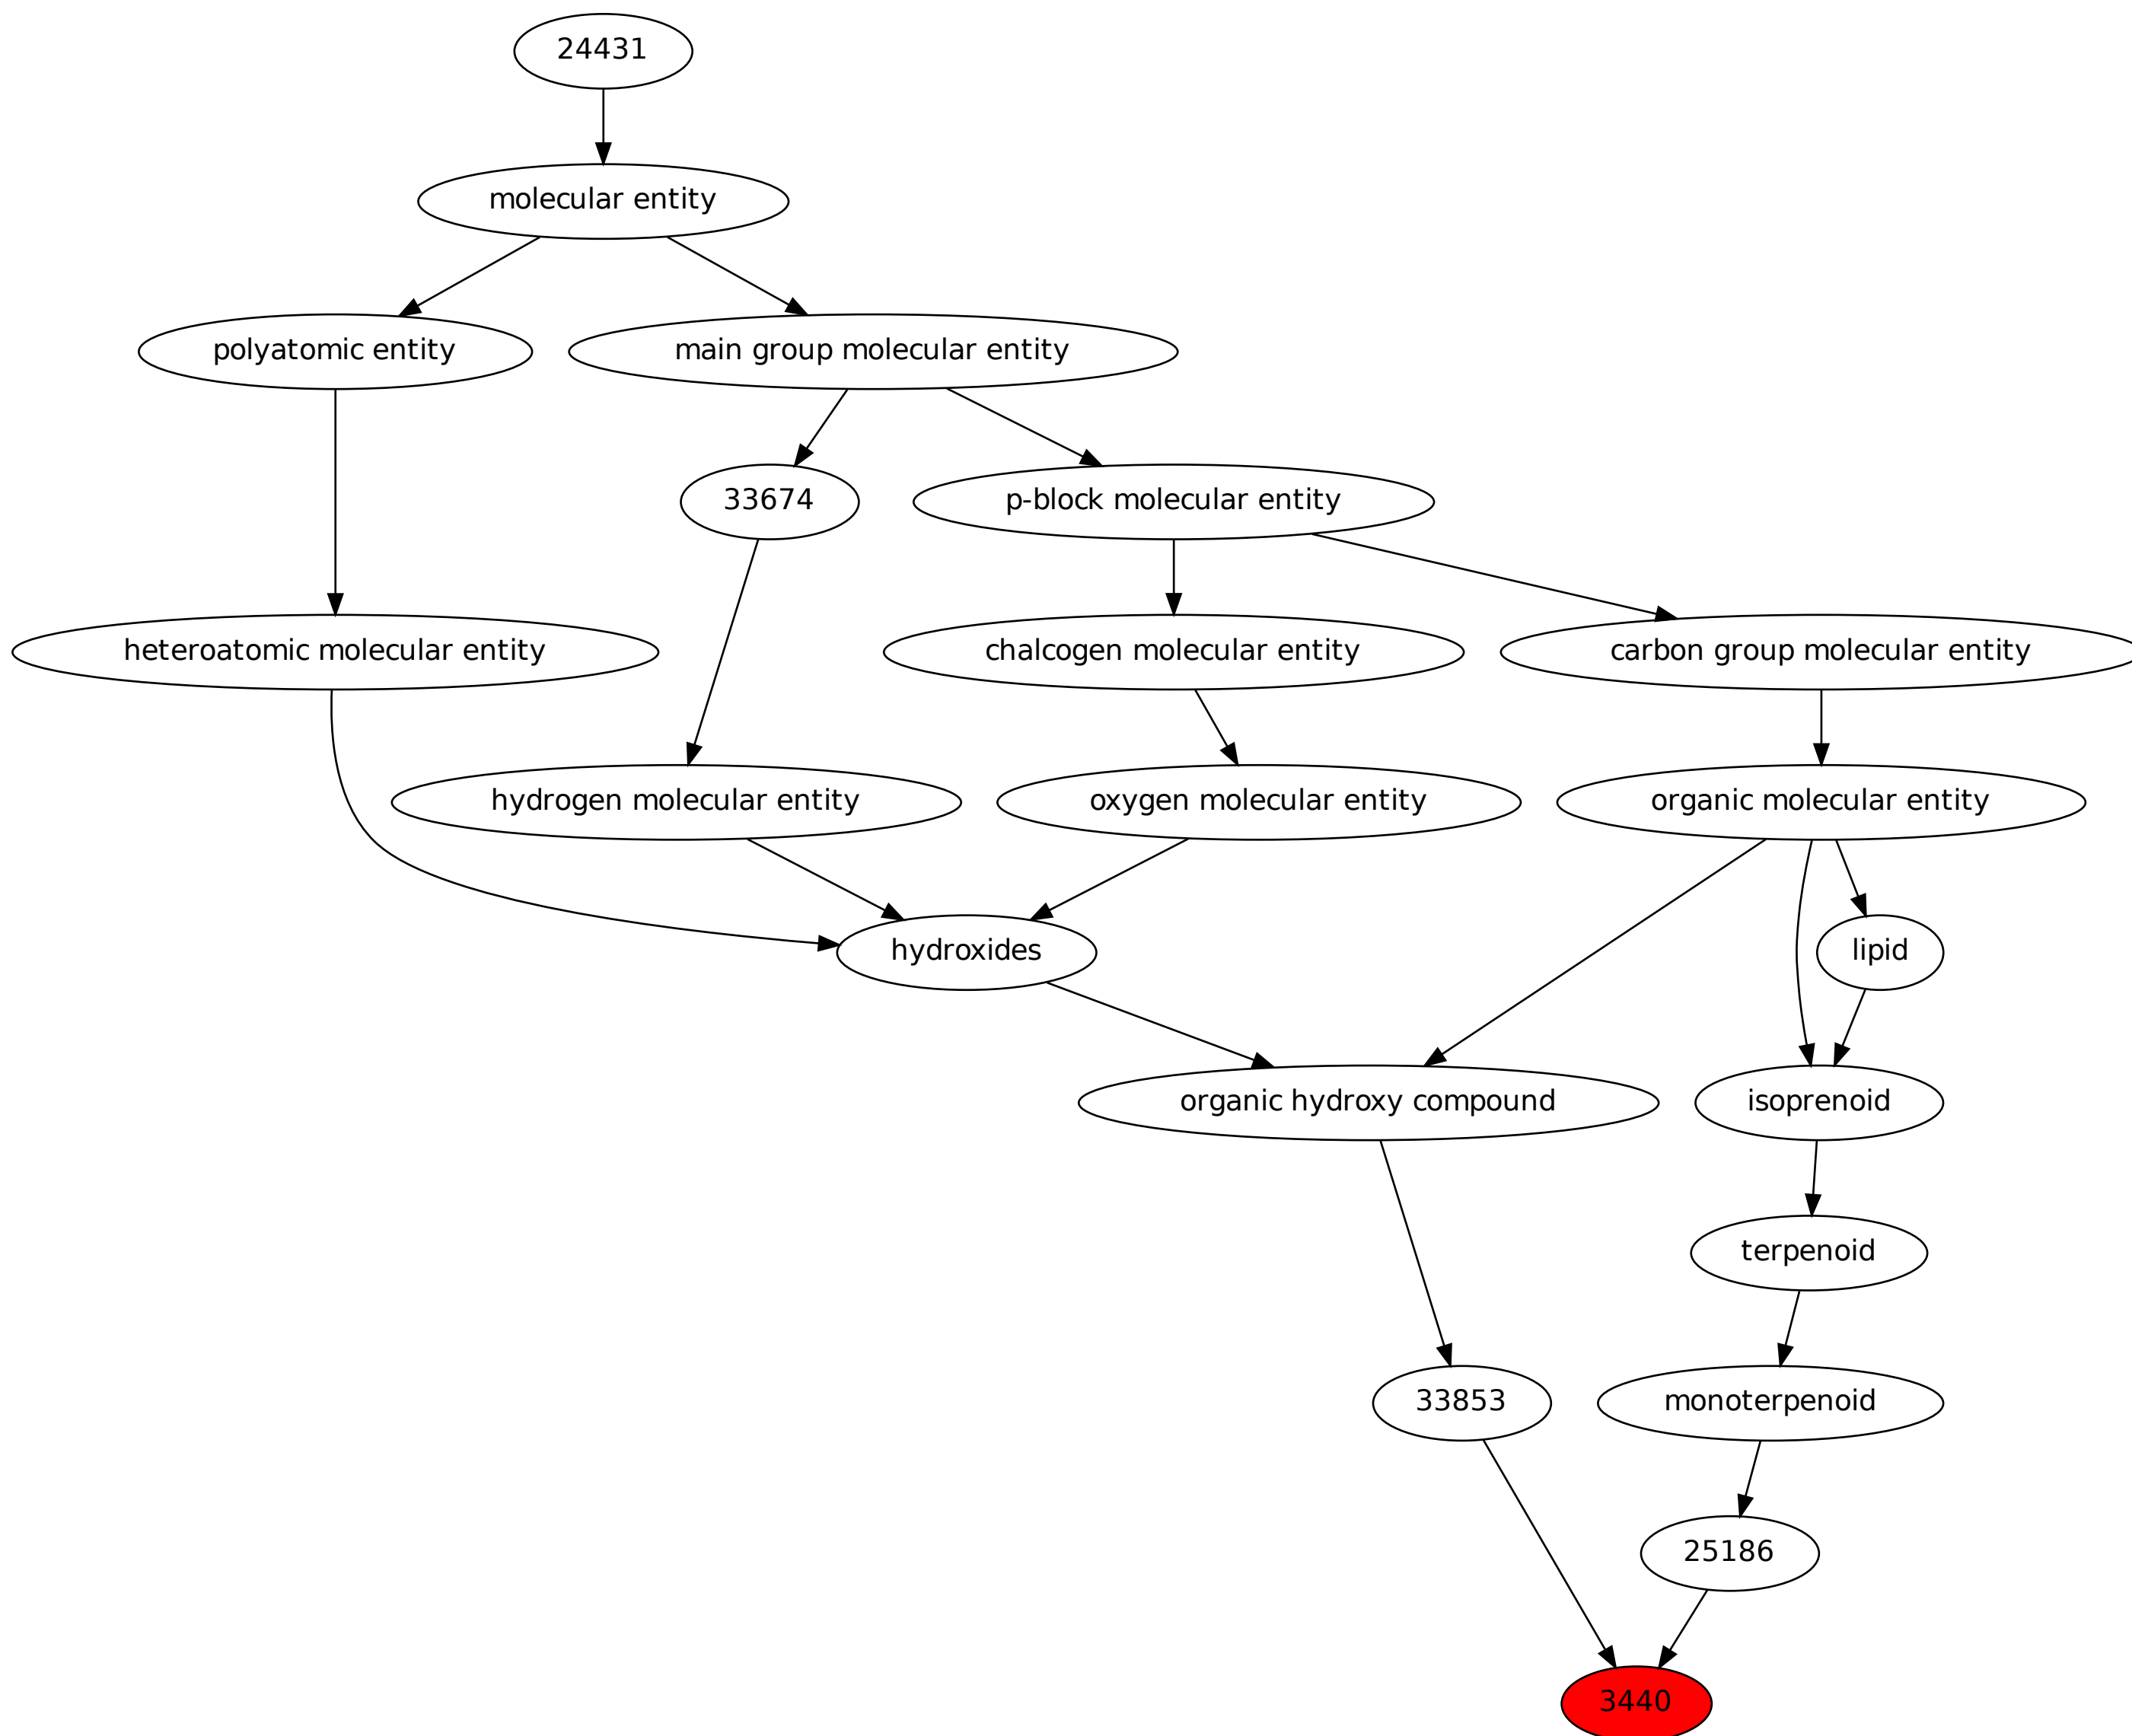 24431
molecular entity
polyatomic entity
main group molecular entity
33674
p-block molecular entity
heteroatomic molecular entity
chalcogen molecular entity
carbon group molecular entity
hydrogen molecular entity
oxygen molecular entity
organic molecular entity
hydroxides
lipid
organic hydroxy compound
isoprenoid
terpenoid
33853
monoterpenoid
25186
3440